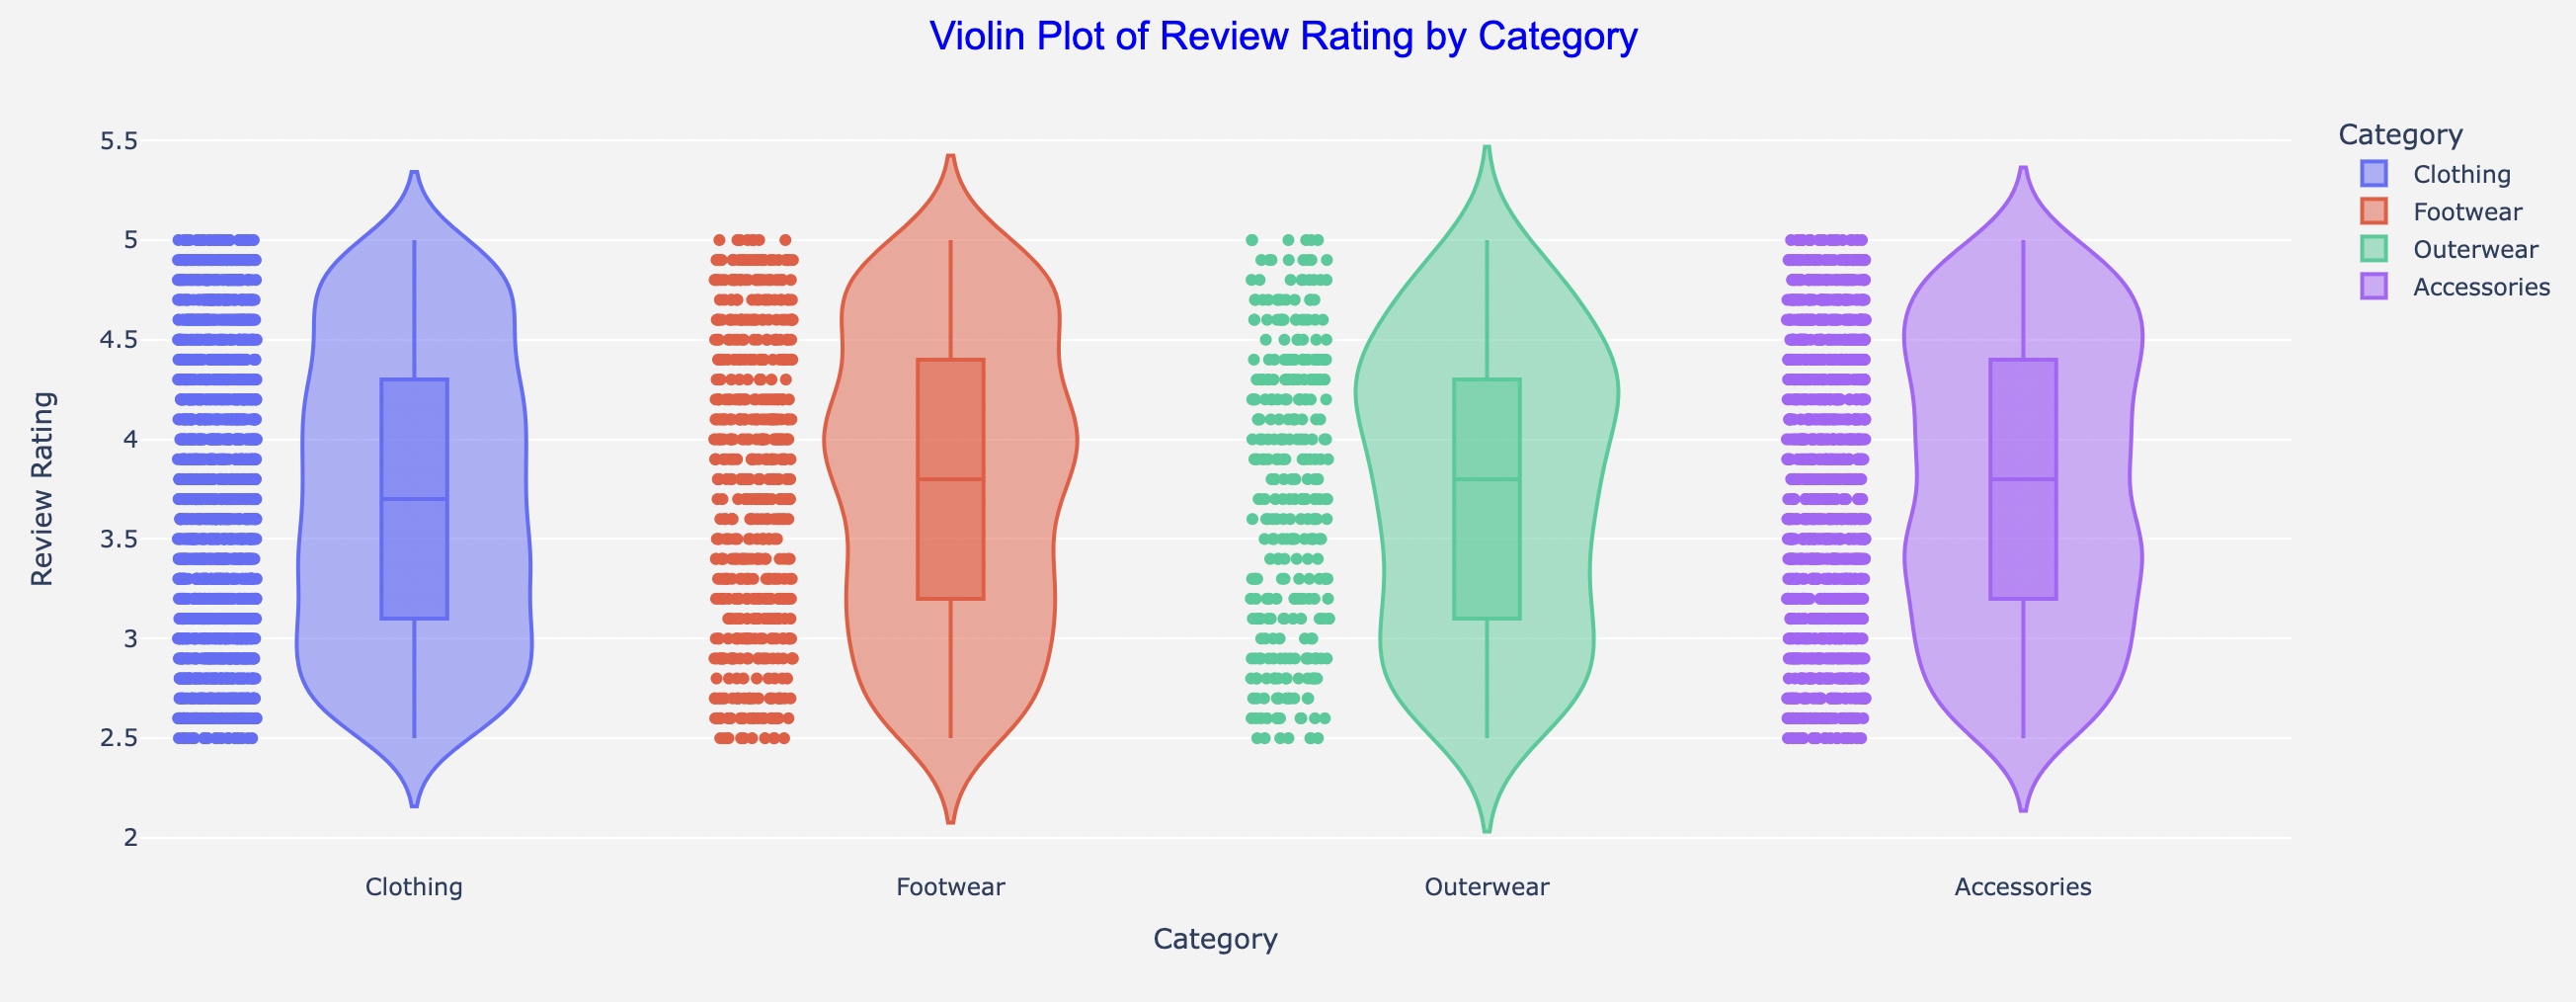 Violin Plot of Review Rating by Category
Category
Clothing
Footwear
Outerwear
Accessories
Review Rating
5.5
5
4.5
4
3.5
3
2.5
2
Clothing Footwear Outerwear Accessories
Category